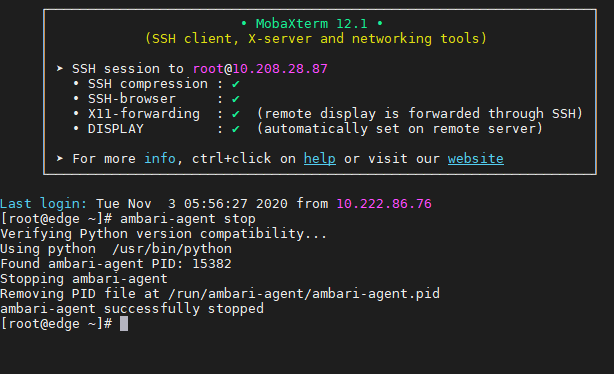 • MobaXterm 12.1 •
(SSH client, X-server and networking tools)
➤ SSH session to root@10.208.28.87
• SSH compression : ✔
• SSH-browser : ✔
• X11-forwarding : ✔ (remote display is forwarded through SSH)
• DISPLAY : ✔ (automatically set on remote server)
➤ For more info, ctrl+click on help or visit our website
Last login: Tue Nov  3 05:56:27 2020 from 10.222.86.76
[root@edge ~]# ambari-agent stop
Verifying Python version compatibility...
Using python  /usr/bin/python
Found ambari-agent PID: 15382
Stopping ambari-agent
Removing PID file at /run/ambari-agent/ambari-agent.pid
ambari-agent successfully stopped
[root@edge ~]#